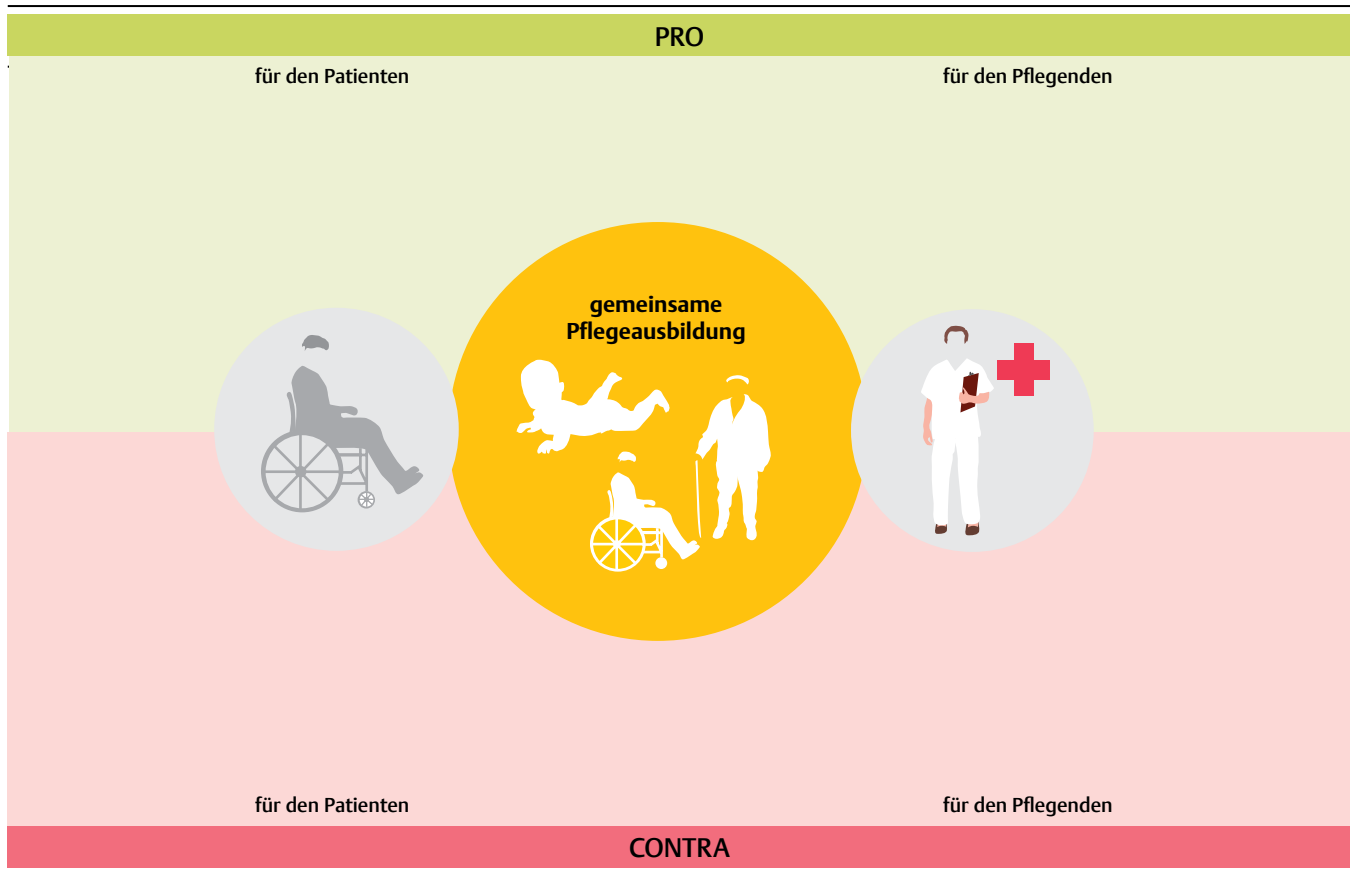 PRO
für den Patienten
für den Pflegenden
gemeinsame
Pflegeausbildung
für den Patienten
für den Pflegenden
CONTRA